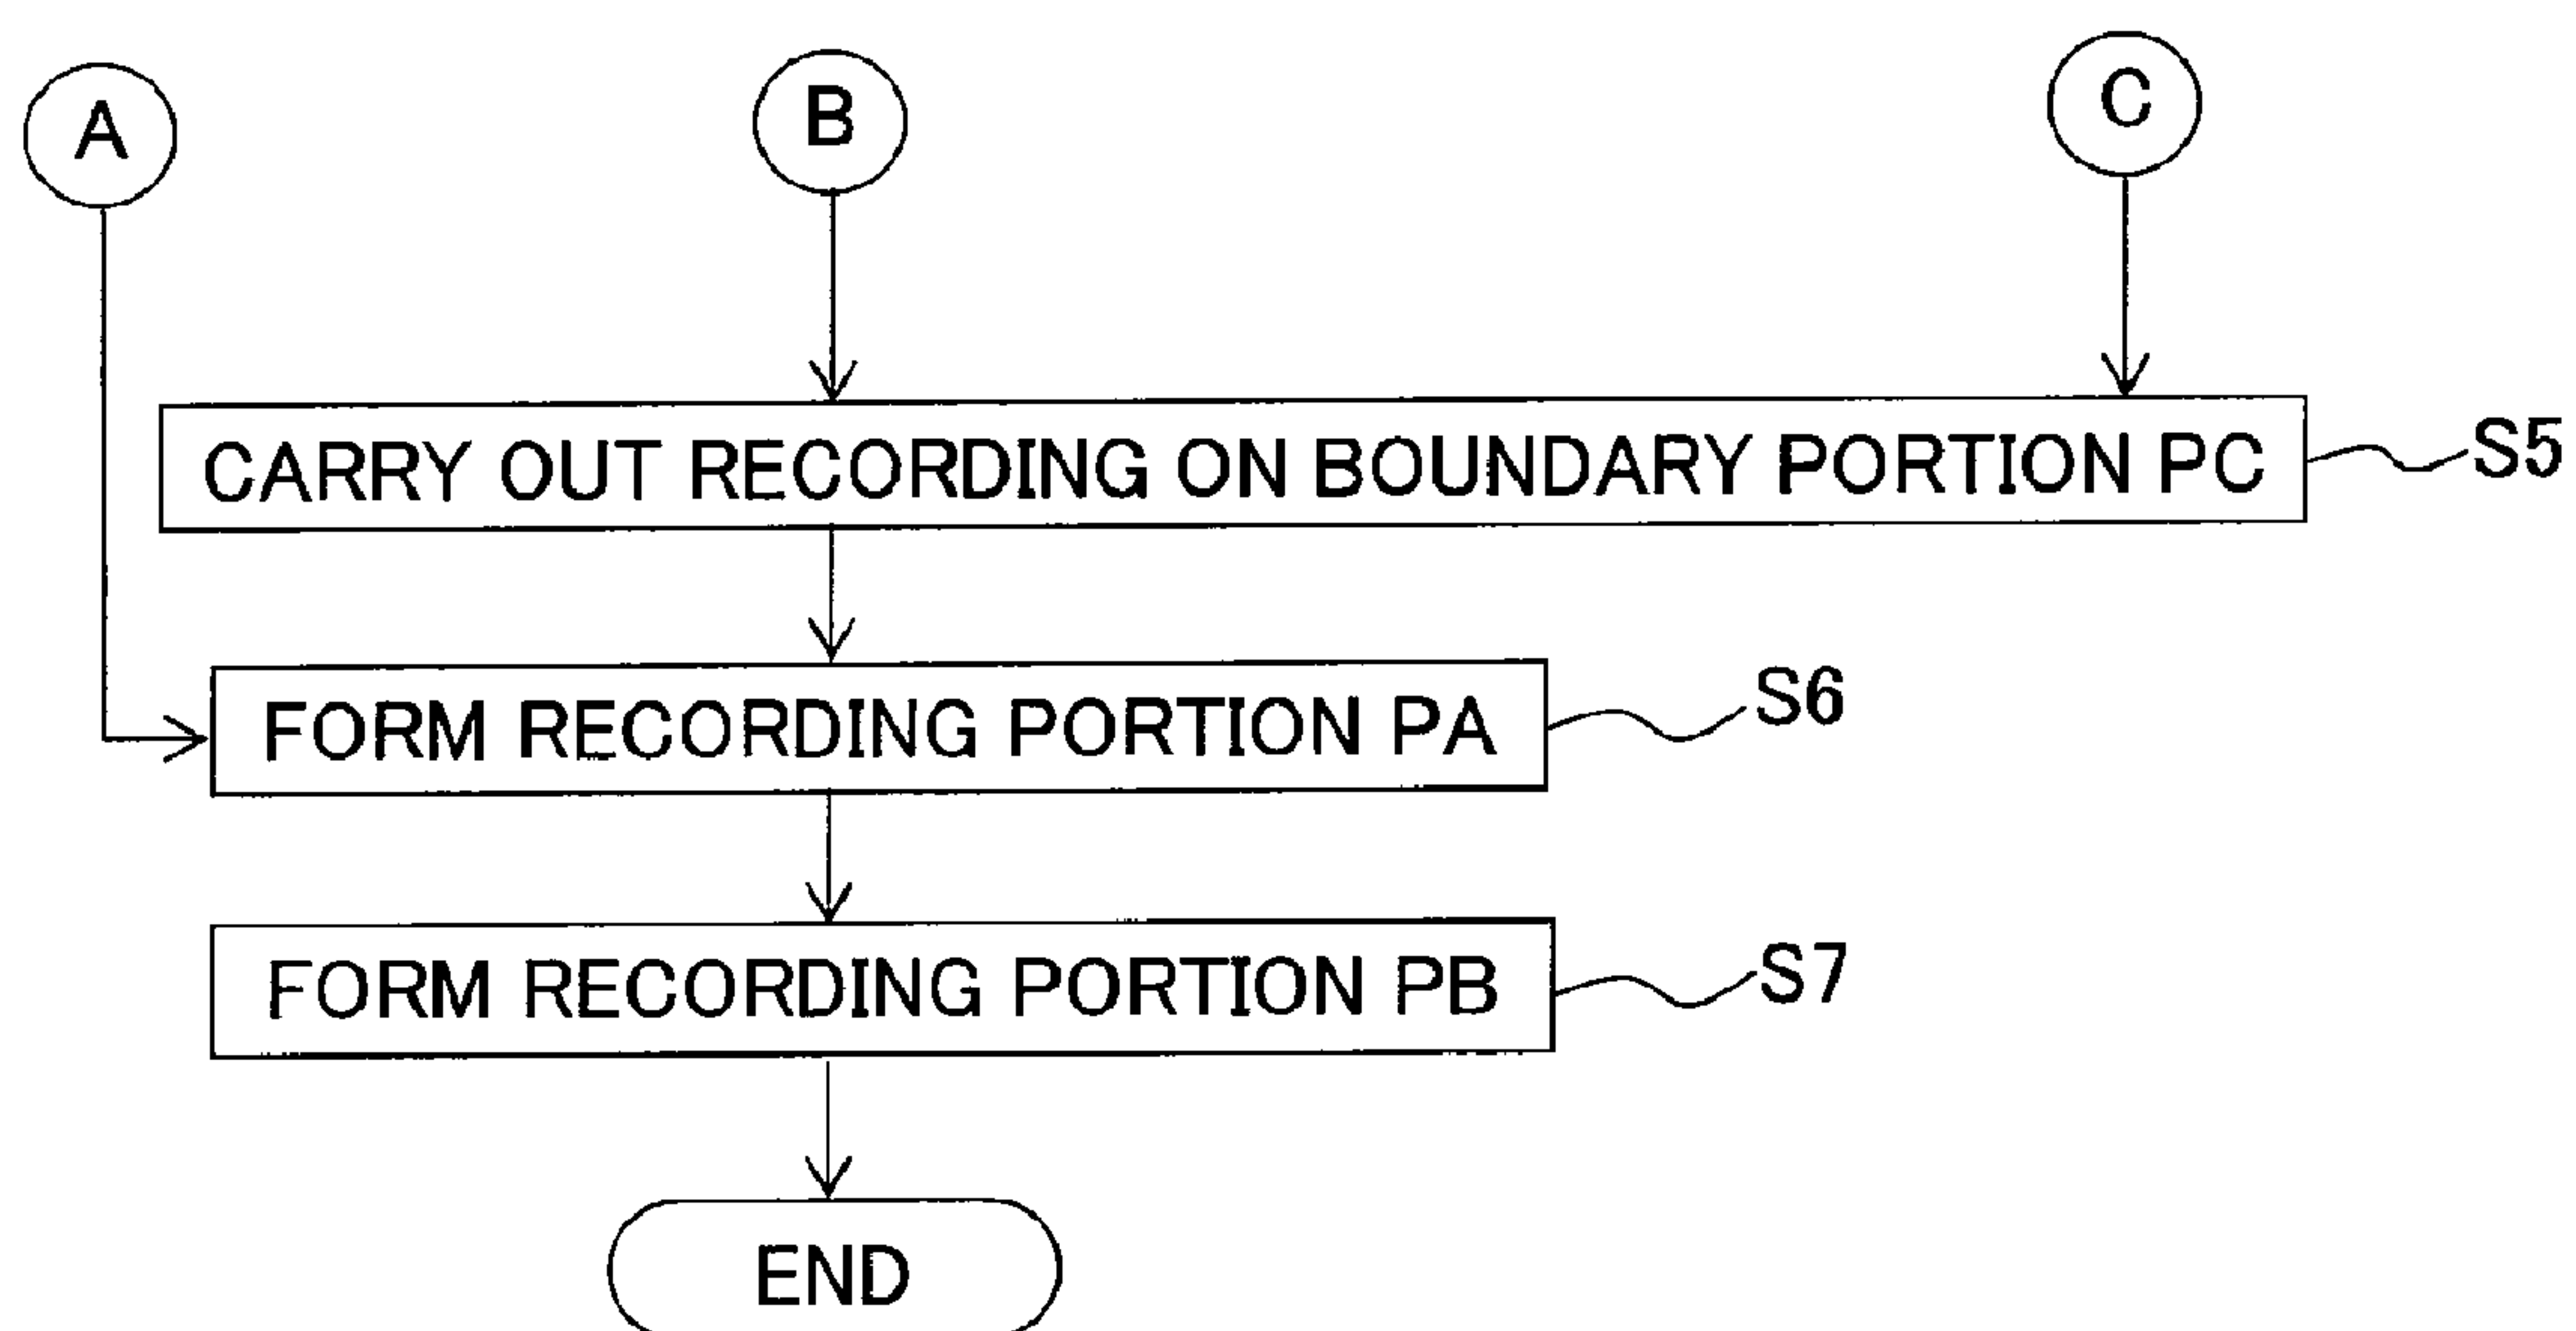 A
B
C
CARRY OUT RECORDING ON BOUNDARY PORTION PC
S5
FORM RECORDING PORTION PA
S6
FORM RECORDING PORTION PB
S7
END